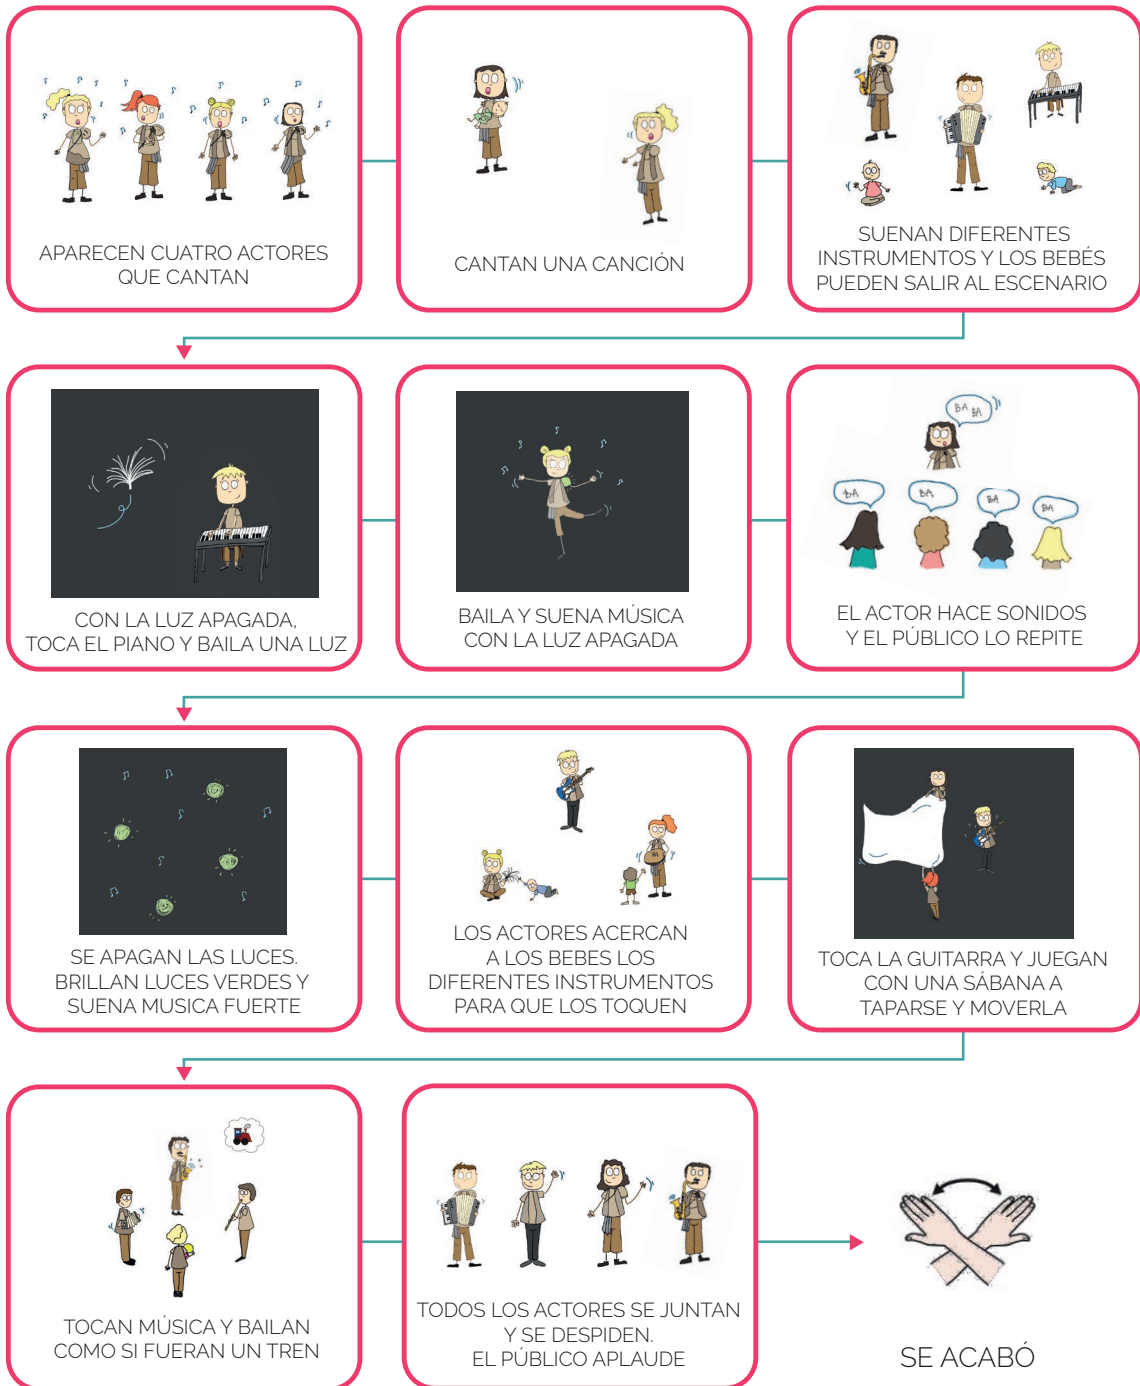 APARECEN CUATRO ACTORES
QUE CANTAN
CANTAN UNA CANCIÓN
SUENAN DIFERENTES
INSTRUMENTOS Y LOS BEBÉS
PUEDEN SALIR AL ESCENARIO
CON LA LUZ APAGADA,
TOCA EL PIANO Y BAILA UNA LUZ
BAILA Y SUENA MÚSICA
CON LA LUZ APAGADA
BA BA
BA
BA
BA
BA
EL ACTOR HACE SONIDOS
Y EL PÚBLICO LO REPITE
SE APAGAN LAS LUCES.
BRILLAN LUCES VERDES Y
SUENA MUSICA FUERTE
LOS ACTORES ACERCAN
A LOS BEBES LOS
DIFERENTES INSTRUMENTOS
PARA QUE LOS TOQUEN
TOCA LA GUITARRA Y JUEGAN
CON UNA SÁBANA A
TAPARSE Y MOVERLA
TOCAN MÚSICA Y BAILAN
COMO SI FUERAN UN TREN
TODOS LOS ACTORES SE JUNTAN
Y SE DESPIDEN.
EL PÚBLICO APLAUDE
SE ACABÓ